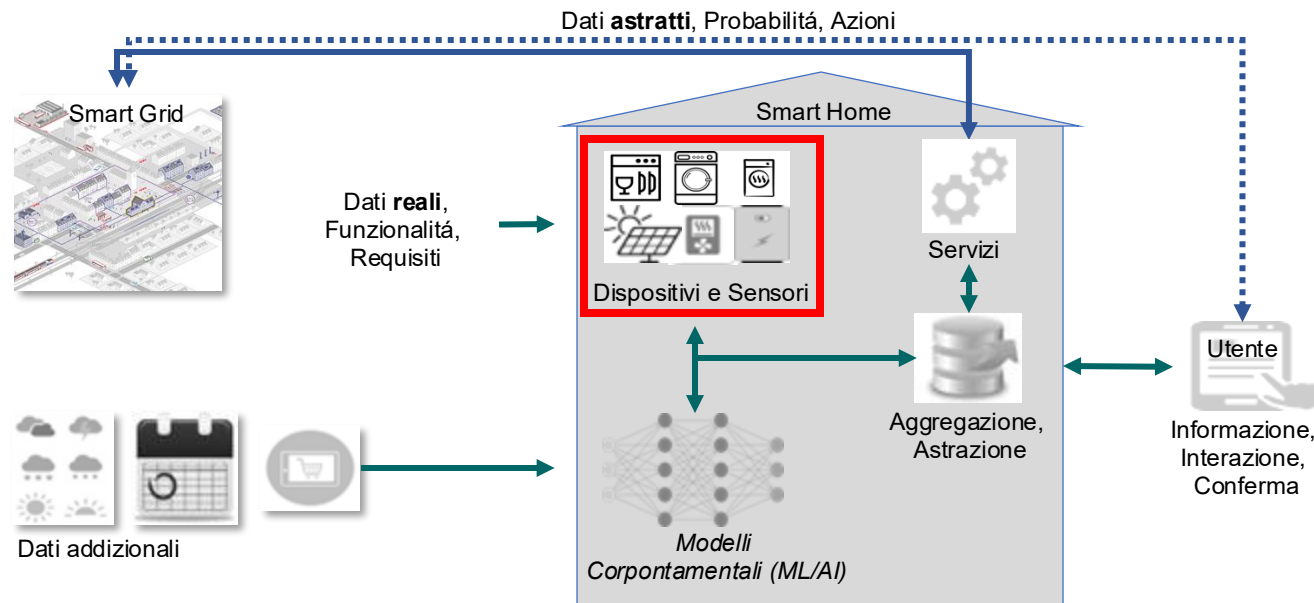 Dati astratti, Probabilitá, Azioni
Smart Grid
Smart Home
Dati reali,
Funzionalitá,
Requisiti
Dispositivi e Sensori
Servizi
Utente
Aggregazione,
Astrazione
Informazione,
Interazione,
Conferma
Dati addizionali
Modelli
Corpontamentali (ML/AI)